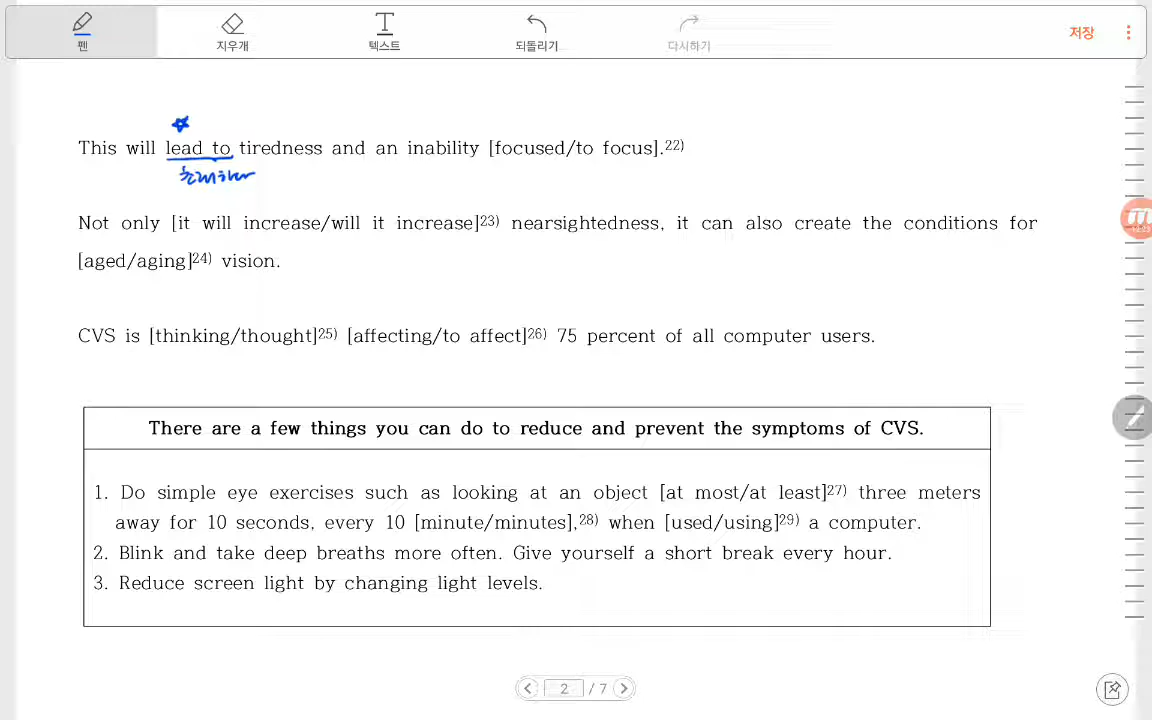 펜 지우개 텍스트 되돌리기 다시하기 저장
This will lead to tiredness and an inability [focused/to focus].22)
초래하다
Not only [it will increase/will it increase]23) nearsightedness, it can also create the conditions for
[aged/aging]24) vision.
CVS is [thinking/thought]25) [affecting/to affect]26) 75 percent of all computer users.
There are a few things you can do to reduce and prevent the symptoms of CVS.
1. Do simple eye exercises such as looking at an object [at most/at least]27) three meters
away for 10 seconds, every 10 [minute/minutes],28) when [used/using]29) a computer.
2. Blink and take deep breaths more often. Give yourself a short break every hour.
3. Reduce screen light by changing light levels.
2 / 7